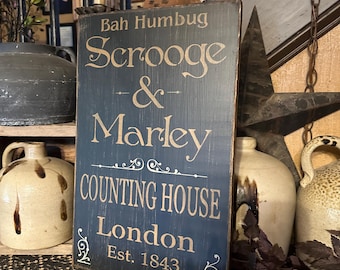 Bah Humbug
Scrooge
&
Marley
COUNTING HOUSE
London
Est. 1843